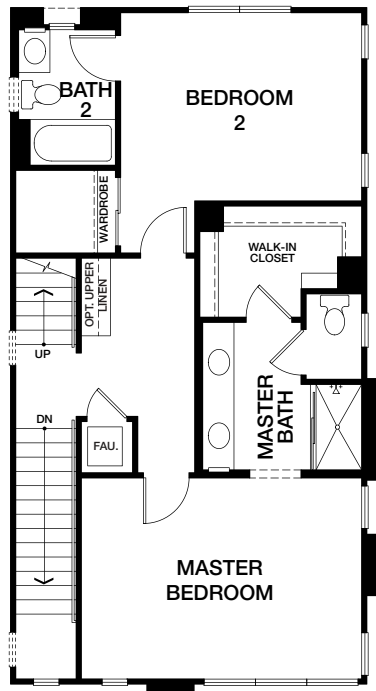 BATH
2
BEDROOM
2
WARDROBE
WALK-IN
CLOSET
OPT. UPPER
LINEN
UP
DN
FAU.
MASTER
BATH
MASTER
BEDROOM